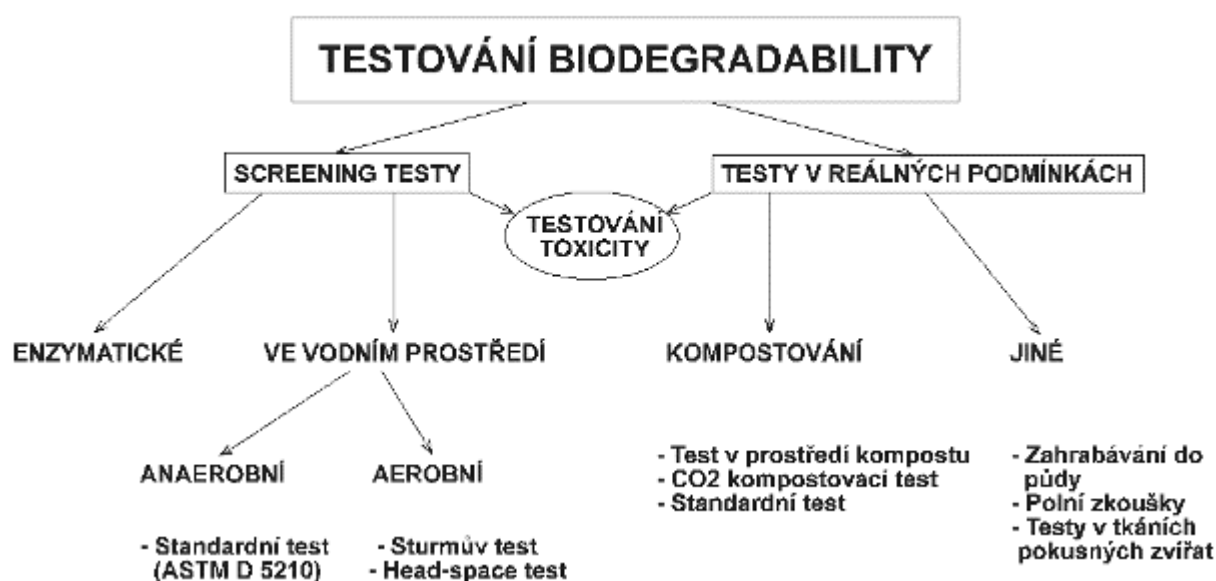 TESTOVÁNÍ BIODEGRADABILITY
SCREENING TESTY
TESTY V REÁLNÝCH PODMÍNKÁCH
TESTOVÁNÍ
TOXICITY
ENZYMATICKÉ
VE VODNÍM PROSTŘEDÍ
KOMPOSTOVÁNÍ
JINÉ
ANAEROBNÍ
AEROBNÍ
- Standardní test
(ASTM D 5210)
- Sturmův test
- Head-space test
- Test v prostředí kompostu
- CO2 kompostovací test
- Standardní test
- Zahrabávání do
půdy
- Polní zkoušky
- Testy v tkáních
pokusných zvířat